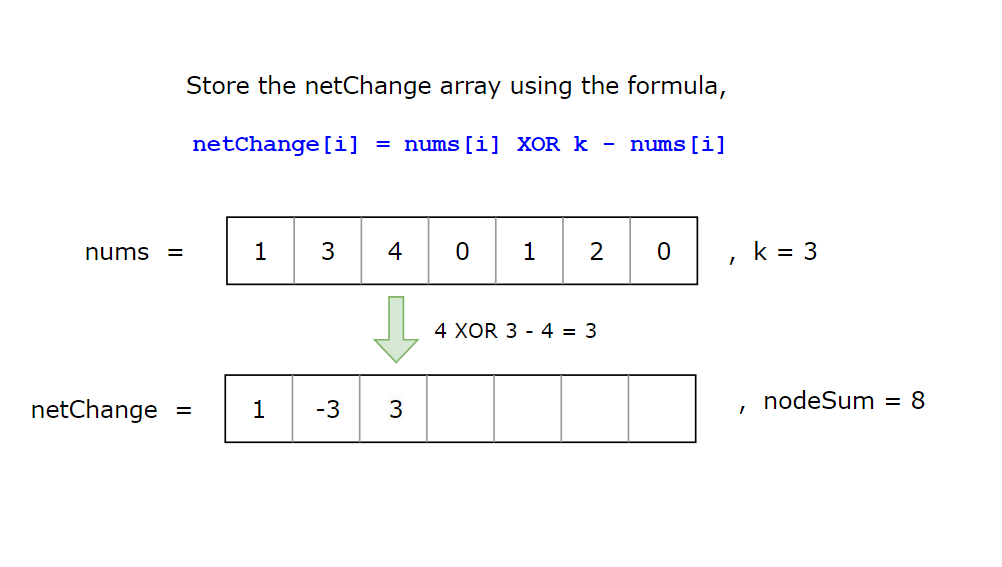 Store the netChange array using the formula,
netChange[i] = nums[i] XOR k - nums[i]
nums = 1 3 4 0 1 2 0 , k = 3
4 XOR 3 - 4 = 3
netChange = 1 -3 3 , nodeSum = 8